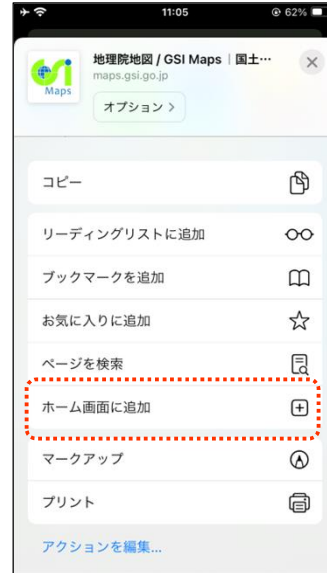 11:05
62%
GSI
Maps
地理院地図 / GSI Maps｜国土…
maps.gsi.go.jp
オプション >
コピー
リーディングリストに追加
ブックマークを追加
お気に入りに追加
ページを検索
ホーム画面に追加
マークアップ
プリント
アクションを編集...